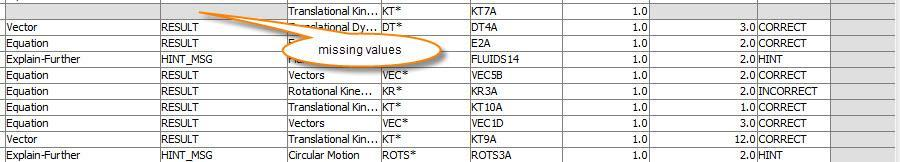 Translational Kin... KT* KT7A 1.0
Vector RESULT nslational Dy... DT* DT4A 1.0 3.0 CORRECT
Equation RESULT E2A 1.0 2.0 CORRECT
Explain-Further HINT_MSG FLUIDS14 1.0 2.0 HINT
Equation RESULT Vectors VEC* VEC5B 1.0 2.0 CORRECT
Equation RESULT Rotational Kine... KR* KR3A 1.0 2.0 INCORRECT
Equation RESULT Translational Kin... KT* KT10A 1.0 2.0 CORRECT
Equation RESULT Vectors VEC* VEC1D 1.0 3.0 CORRECT
Vector RESULT Translational Kin... KT* KT9A 1.0 12.0 CORRECT
Explain-Further HINT_MSG Circular Motion ROTS* ROTS3A 1.0 2.0 HINT
missing values